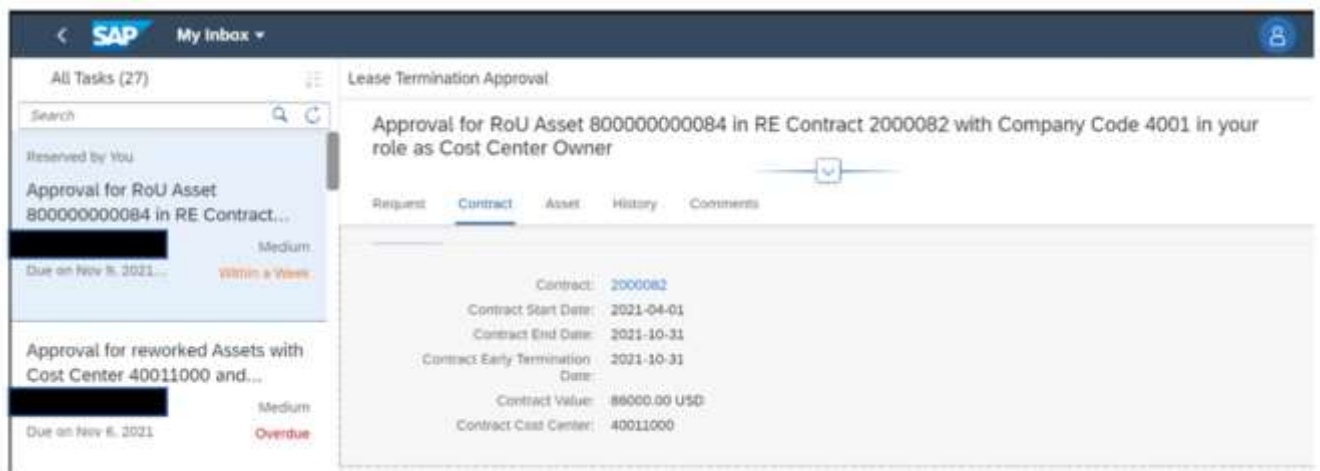 SAP My Inbox
All Tasks (27)
Search
Reserved by You
Approval for RoU Asset
800000000084 in RE Contract...
Medium
Due on Nov 9, 2021... Within a Week
Approval for reworked Assets with
Cost Center 40011000 and...
Medium
Due on Nov 6, 2021 Overdue
Lease Termination Approval
Approval for RoU Asset 800000000084 in RE Contract 2000082 with Company Code 4001 in your
role as Cost Center Owner
Request Contract Asset History Comments
Contract: 2000082
Contract Start Date: 2021-04-01
Contract End Date: 2021-10-31
Contract Early Termination 2021-10-31
Date:
Contract Value: 86000.00 USD
Contract Cost Center: 40011000